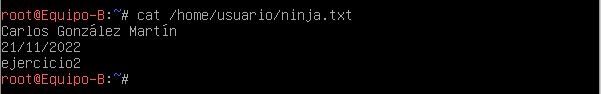 root@Equipo-B:~# cat /home/usuario/ninja.txt
Carlos González Martín
21/11/2022
ejercicio2
root@Equipo-B:~#